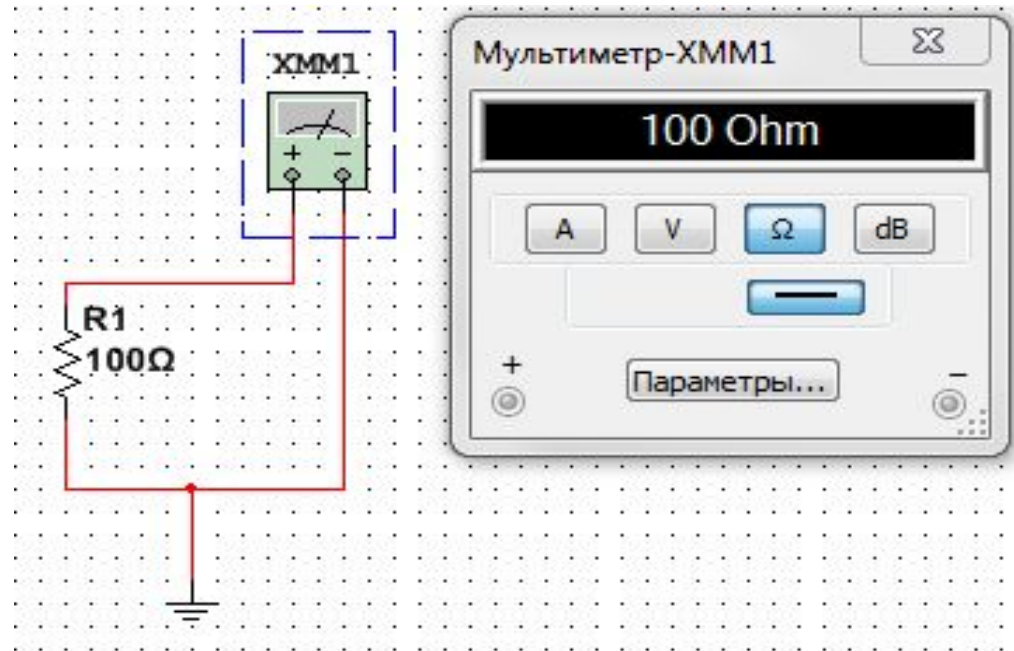 XMM1
+ −
R1
100Ω
Мультиметр-XMM1
100 Ohm
A V Ω dB
+ −
Параметры...